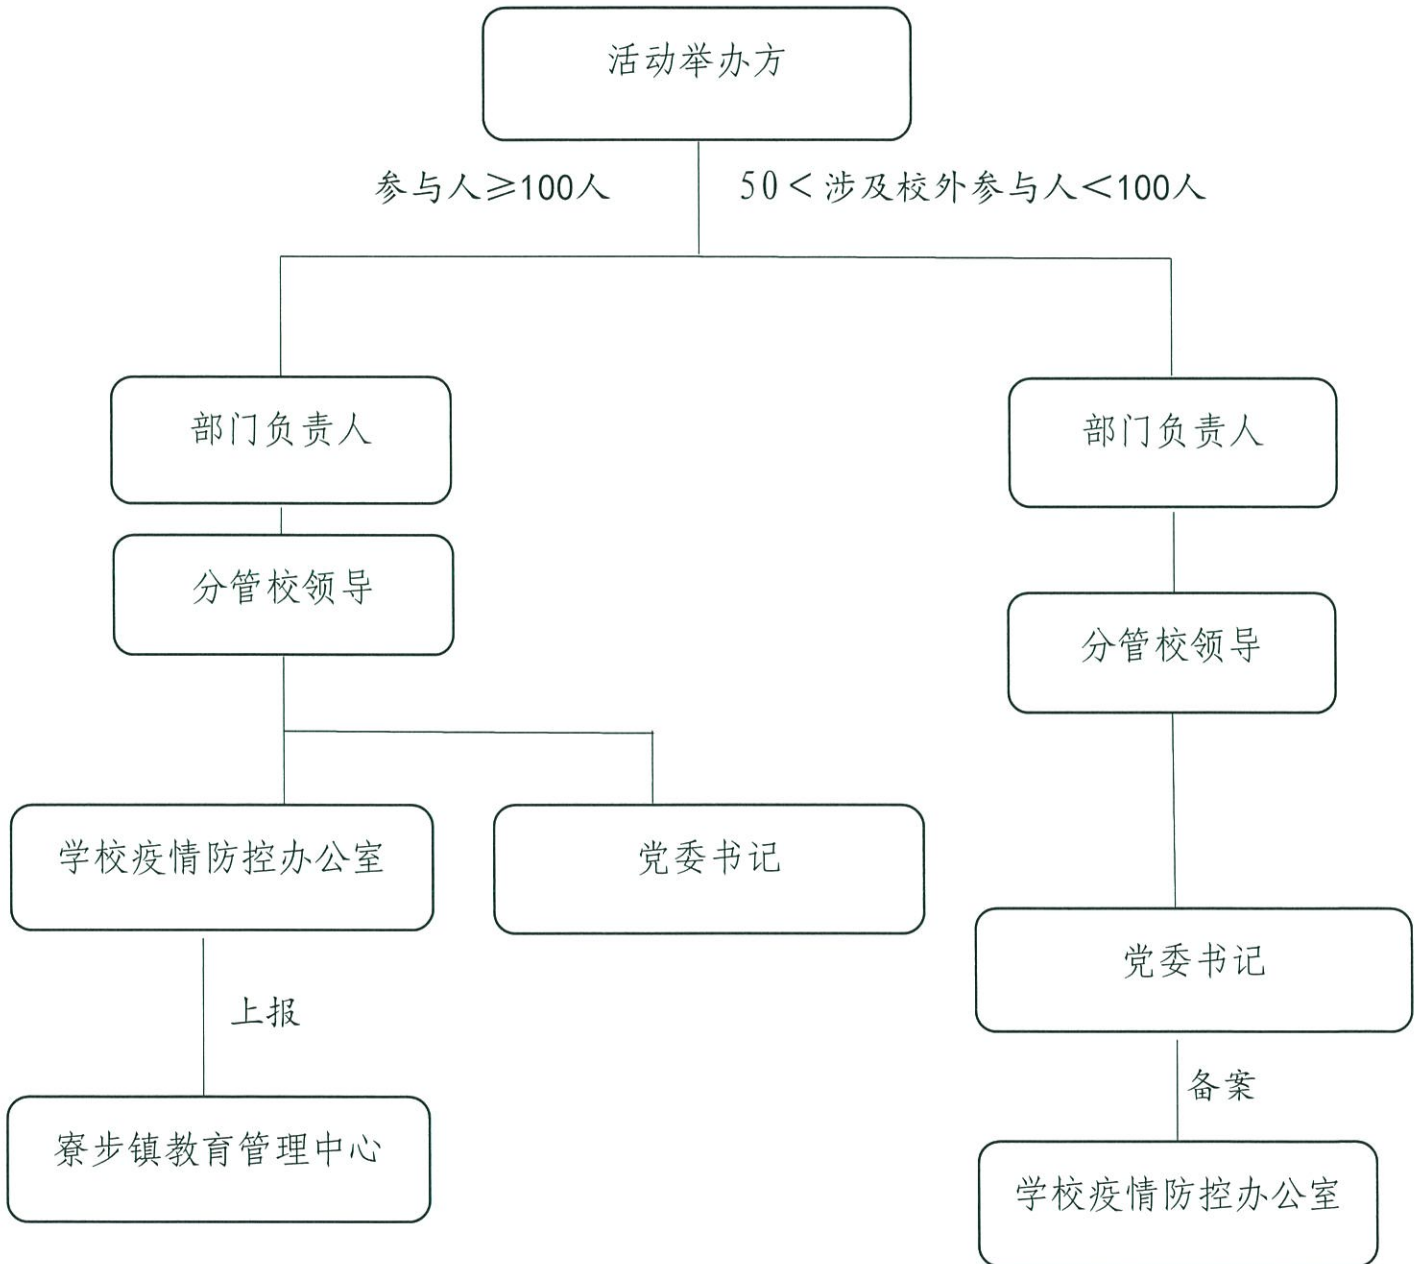 活动举办方
参与人≥100人
50<涉及校外参与人<100人
部门负责人
部门负责人
分管校领导
分管校领导
学校疫情防控办公室
党委书记
党委书记
上报
备案
寮步镇教育管理中心
学校疫情防控办公室